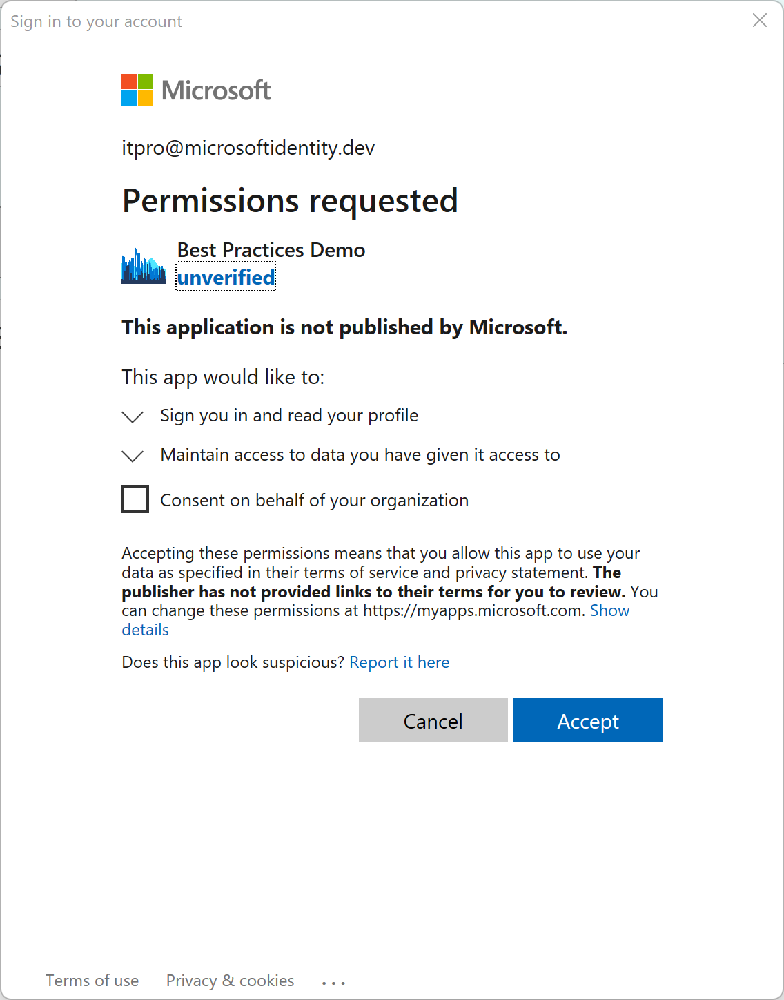 Sign in to your account
Microsoft
itpro@microsoftidentity.dev
Permissions requested
Best Practices Demo
unverified
This application is not published by Microsoft.
This app would like to:
Sign you in and read your profile
Maintain access to data you have given it access to
Consent on behalf of your organization
Accepting these permissions means that you allow this app to use your
data as specified in their terms of service and privacy statement. The
publisher has not provided links to their terms for you to review. You
can change these permissions at https://myapps.microsoft.com. Show
details
Does this app look suspicious? Report it here
Cancel Accept
Terms of use Privacy & cookies ...